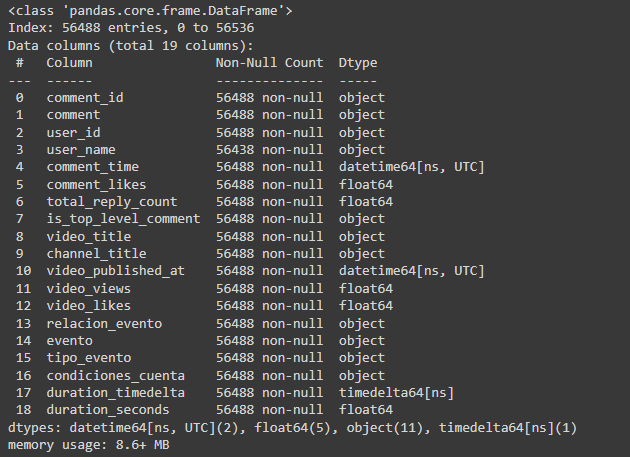 <class 'pandas.core.frame.DataFrame'>
Index: 56488 entries, 0 to 56536
Data columns (total 19 columns):
 #   Column                Non-Null Count  Dtype
---  ------                --------------  -----
 0   comment_id            56488 non-null  object
 1   comment               56488 non-null  object
 2   user_id               56488 non-null  object
 3   user_name             56438 non-null  object
 4   comment_time          56488 non-null  datetime64[ns, UTC]
 5   comment_likes         56488 non-null  float64
 6   total_reply_count     56488 non-null  float64
 7   is_top_level_comment  56488 non-null  object
 8   video_title           56488 non-null  object
 9   channel_title         56488 non-null  object
 10  video_published_at    56488 non-null  datetime64[ns, UTC]
 11  video_views           56488 non-null  float64
 12  video_likes           56488 non-null  float64
 13  relacion_evento       56488 non-null  object
 14  evento                56488 non-null  object
 15  tipo_evento           56488 non-null  object
 16  condiciones_cuenta    56488 non-null  object
 17  duration_timedelta    56488 non-null  timedelta64[ns]
 18  duration_seconds      56488 non-null  float64
dtypes: datetime64[ns, UTC](2), float64(5), object(11), timedelta64[ns](1)
memory usage: 8.6+ MB